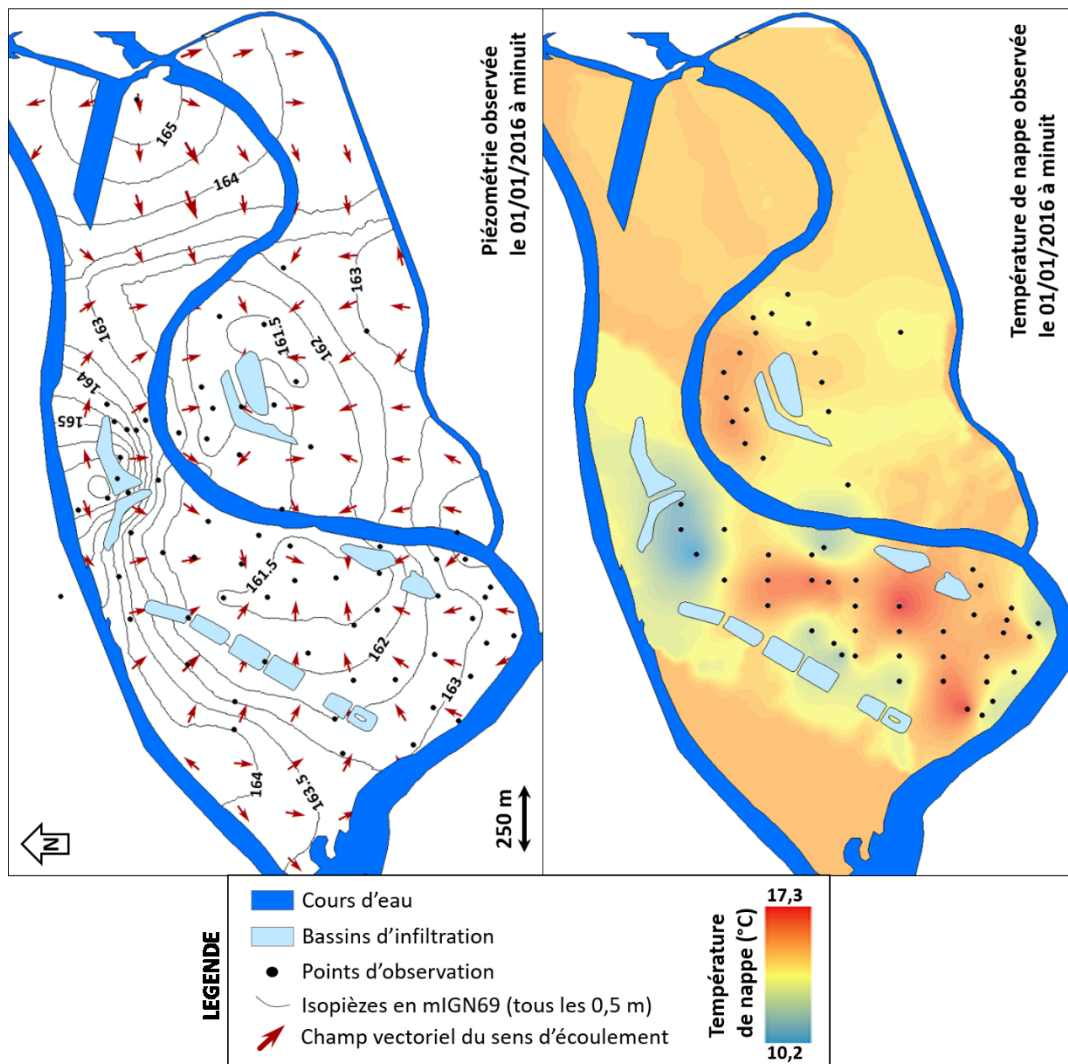 Piézométrie observée
le 01/01/2016 à minuit
165
164
163
163
161.5
162
164
165
161.5
162
163
164
163.5
N
250 m
Température de nappe observée
le 01/01/2016 à minuit
LEGENDE
Cours d'eau
Bassins d'infiltration
Points d'observation
Isopièzes en mIGN69 (tous les 0,5 m)
Champ vectoriel du sens d'écoulement
Température
de nappe (°C)
17,3
10,2